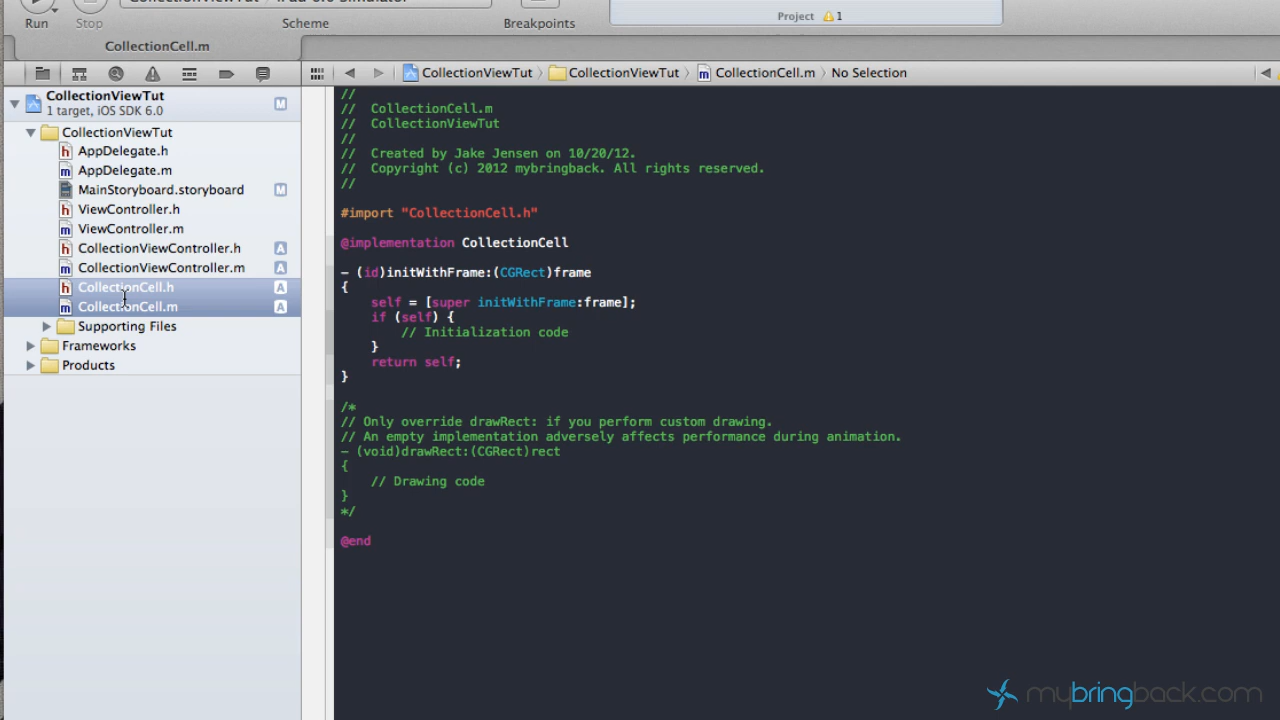 CollectionViewTut
Run
Stop
Scheme
Breakpoints
Project
1
CollectionCell.m
CollectionViewTut
CollectionViewTut
CollectionCell.m
No Selection
CollectionViewTut
M
1 target, iOS SDK 6.0
CollectionViewTut
h AppDelegate.h
m AppDelegate.m
MainStoryboard.storyboard M
h ViewController.h
m ViewController.m
h CollectionViewController.h A
m CollectionViewController.m A
h CollectionCell.h A
m CollectionCell.m A
Supporting Files
Frameworks
Products
//
//  CollectionCell.m
//  CollectionViewTut
//
//  Created by Jake Jensen on 10/20/12.
//  Copyright (c) 2012 mybringback. All rights reserved.
//
#import "CollectionCell.h"
@implementation CollectionCell
- (id)initWithFrame:(CGRect)frame
{
self = [super initWithFrame:frame];
if (self) {
// Initialization code
}
return self;
}
/*
// Only override drawRect: if you perform custom drawing.
// An empty implementation adversely affects performance during animation.
- (void)drawRect:(CGRect)rect
{
// Drawing code
}
*/
@end
mybringback.com